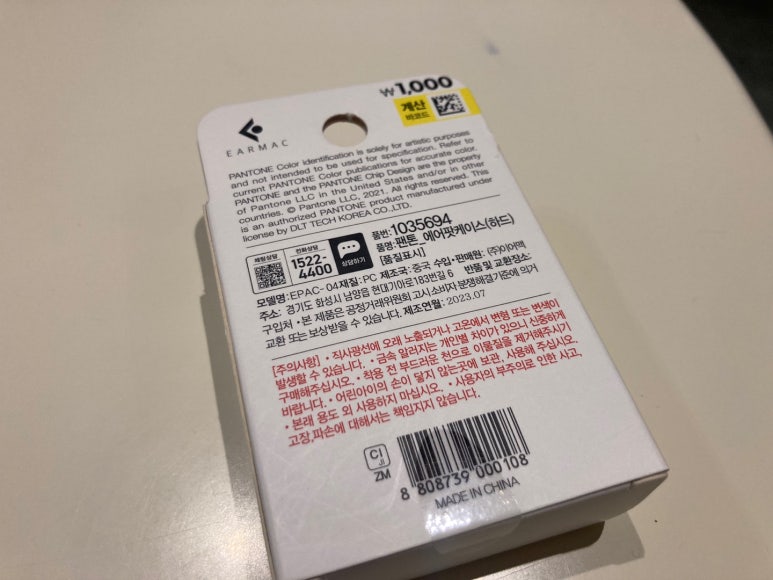 ₩1,000
계산
바코드
EARMAC
PANTONE Color identification is solely for artistic purposes
and not intended to be used for specification. Refer to
current PANTONE Color publications for accurate color.
PANTONE and the PANTONE Chip Design are the property
of Pantone LLC in the United States and/or in other
countries. © Pantone LLC, 2021. All rights reserved. This
is an authorized PANTONE product manufactured under
license by DLT TECH KOREA CO.,LTD.
채팅상담
전화상담
1522-
4400
상담하기
품번:1035694
품명:팬톤_에어팟케이스(하드)
[품질표시]
모델명:EPAC-04 재질:PC 제조국:중국 수입·판매원:(주)이어맥
주소: 경기도 화성시 남양읍 현대기아로183번길 6 반품 및 교환장소:
구입처 •본 제품은 공정거래위원회 고시 소비자 분쟁해결기준에 의거
교환 또는 보상받을 수 있습니다. 제조연월:2023.07
[주의사항] •직사광선에 오래 노출되거나 고온에서 변형 또는 변색이
발생할 수 있습니다. •금속 알러지는 개인별 차이가 있으니 신중하게
구매해주십시오. •착용 전 부드러운 천으로 이물질을 제거해주시기
바랍니다. •어린아이의 손이 닿지 않는곳에 보관, 사용해 주십시오.
•본래 용도 외 사용하지 마십시오. •사용자의 부주의로 인한 사고,
고장,파손에 대해서는 책임지지 않습니다.
CI
JI
ZM
8 808739 000108
MADE IN CHINA